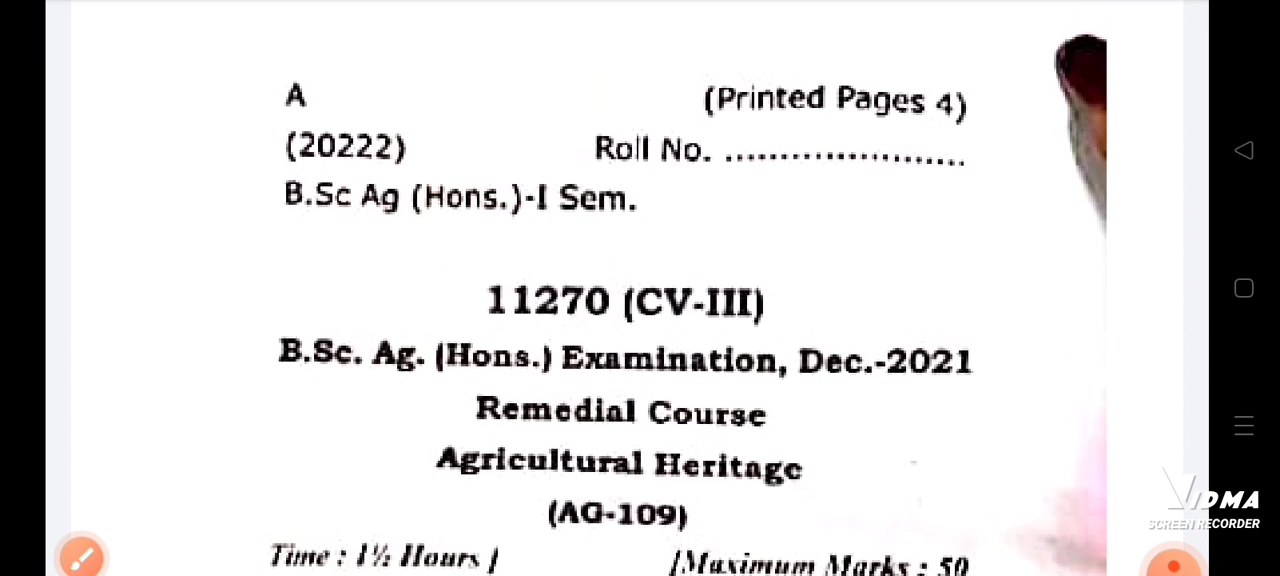 A (Printed Pages 4)
(20222) Roll No. ......................
B.Sc Ag (Hons.)-I Sem.
11270 (CV-III)
B.Sc. Ag. (Hons.) Examination, Dec.-2021
Remedial Course
Agricultural Heritage
(AG-109)
Time : 1½ Hours ] [Maximum Marks : 50
VIDMA
SCREEN RECORDER